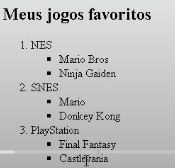 Meus jogos favoritos
1. NES
▪ Mario Bros
▪ Ninja Gaiden
2. SNES
▪ Mario
▪ Donkey Kong
3. PlayStation
▪ Final Fantasy
▪ Castlevania